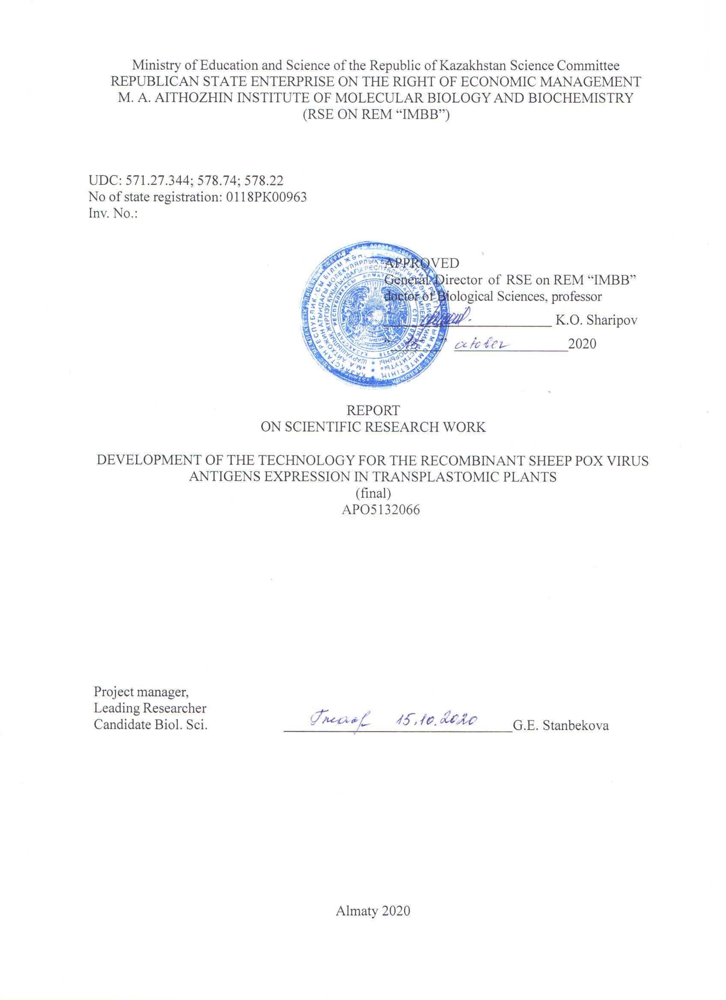 Ministry of Education and Science of the Republic of Kazakhstan Science Committee
REPUBLICAN STATE ENTERPRISE ON THE RIGHT OF ECONOMIC MANAGEMENT
M. A. AITHOZHIN INSTITUTE OF MOLECULAR BIOLOGY AND BIOCHEMISTRY
(RSE ON REM “IMBB”)
UDC: 571.27.344; 578.74; 578.22
No of state registration: 0118РК00963
Inv. No.:
APPROVED
General Director of RSE on REM “IMBB”
doctor of Biological Sciences, professor
K.O. Sharipov
“15” october 2020
REPORT
ON SCIENTIFIC RESEARCH WORK
DEVELOPMENT OF THE TECHNOLOGY FOR THE RECOMBINANT SHEEP POX VIRUS
ANTIGENS EXPRESSION IN TRANSPLASTOMIC PLANTS
(final)
APO5132066
Project manager,
Leading Researcher
Candidate Biol. Sci. 15.10.2020 G.E. Stanbekova
Almaty 2020